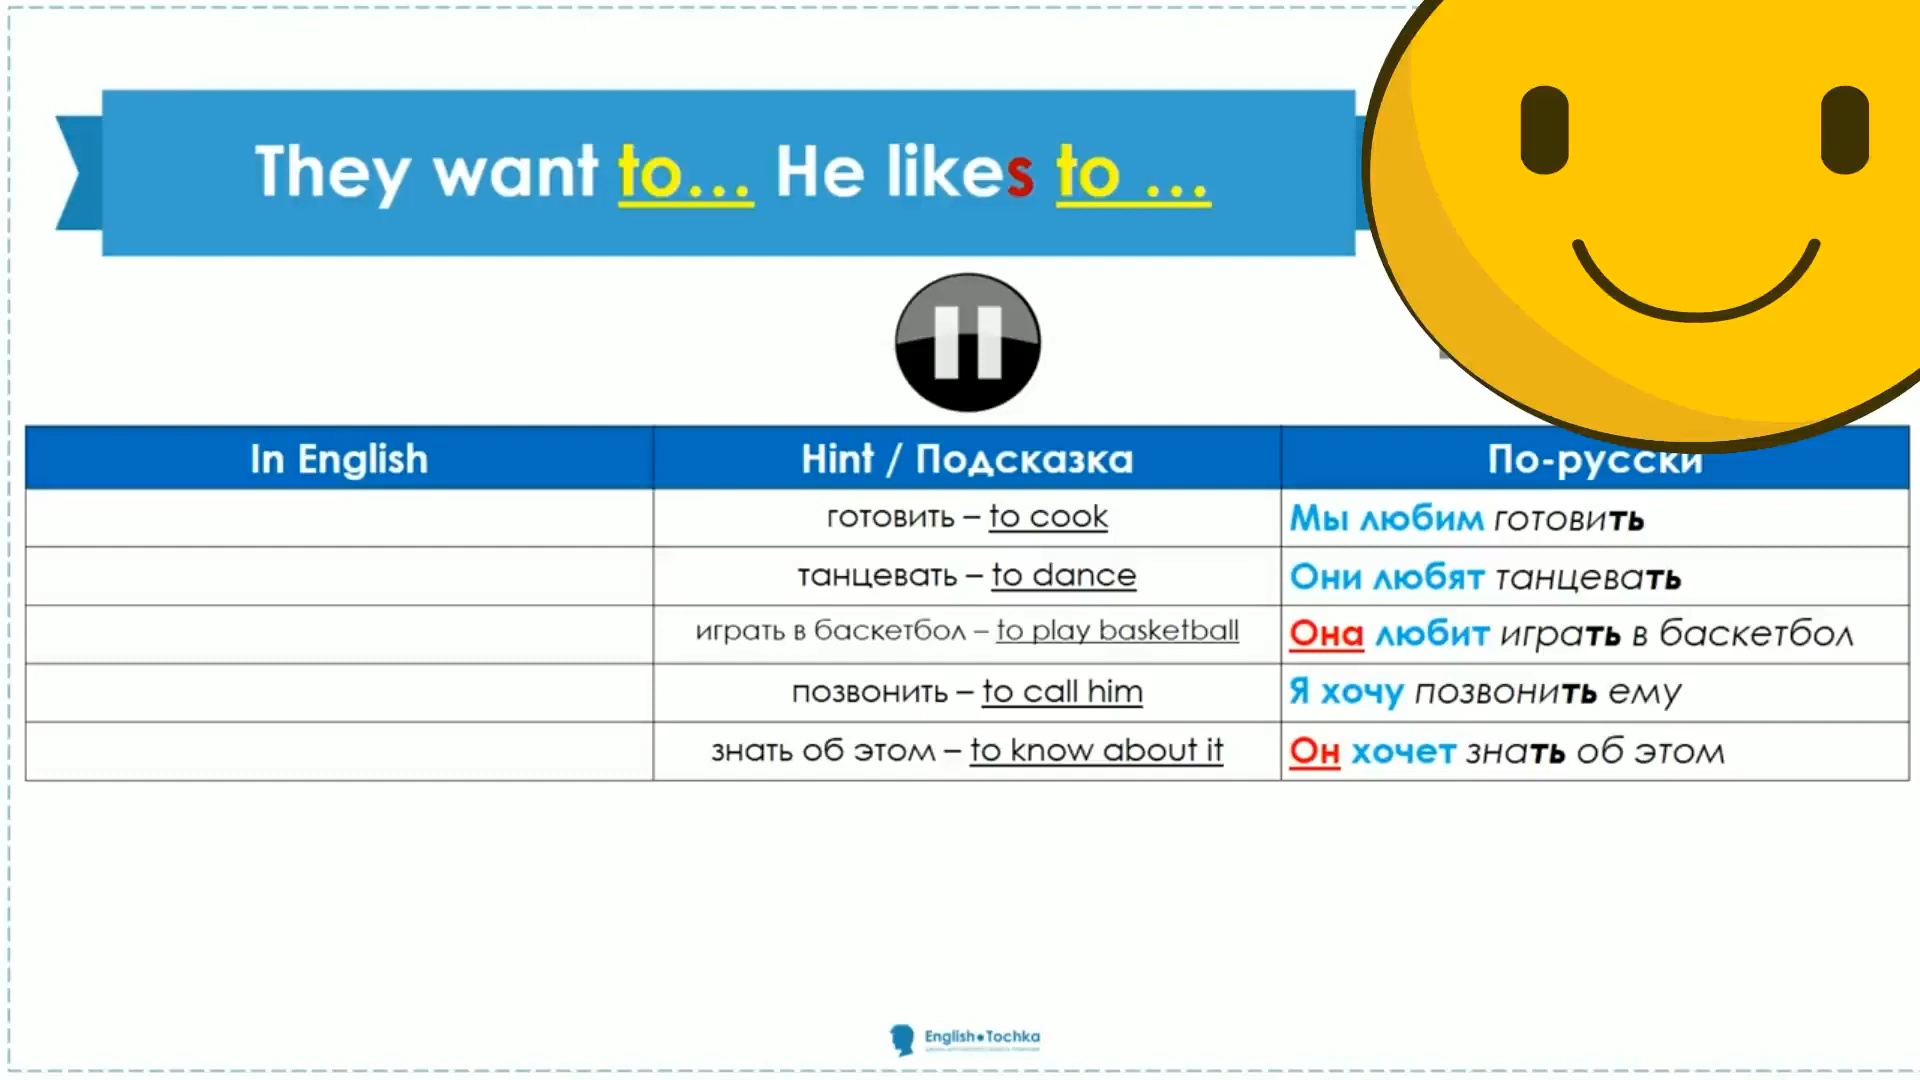 They want to... He likes to ...
In English Hint / Подсказка По-русски
готовить – to cook Мы любим готовить
танцевать – to dance Они любят танцевать
играть в баскетбол – to play basketball Она любит играть в баскетбол
позвонить – to call him Я хочу позвонить ему
знать об этом – to know about it Он хочет знать об этом
English•Tochka